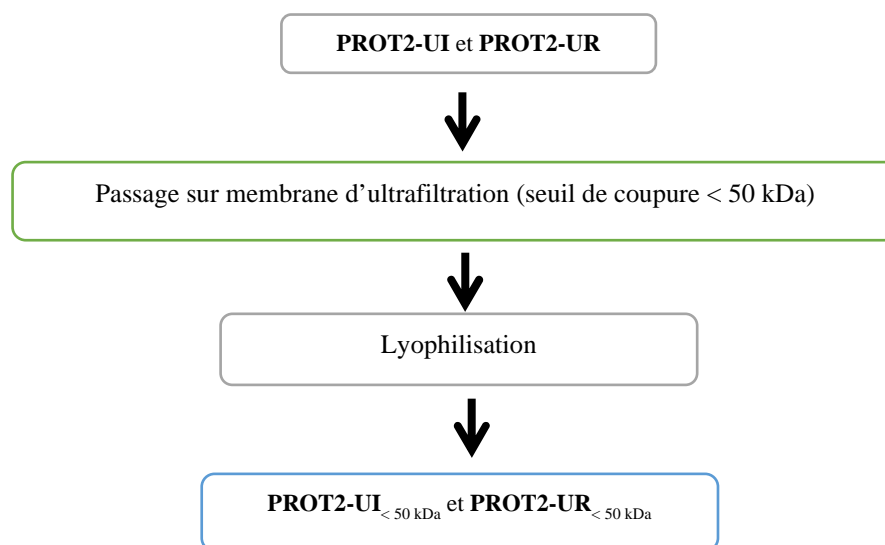 PROT2-UI et PROT2-UR
Passage sur membrane d’ultrafiltration (seuil de coupure < 50 kDa)
Lyophilisation
PROT2-UI< 50 kDa et PROT2-UR< 50 kDa